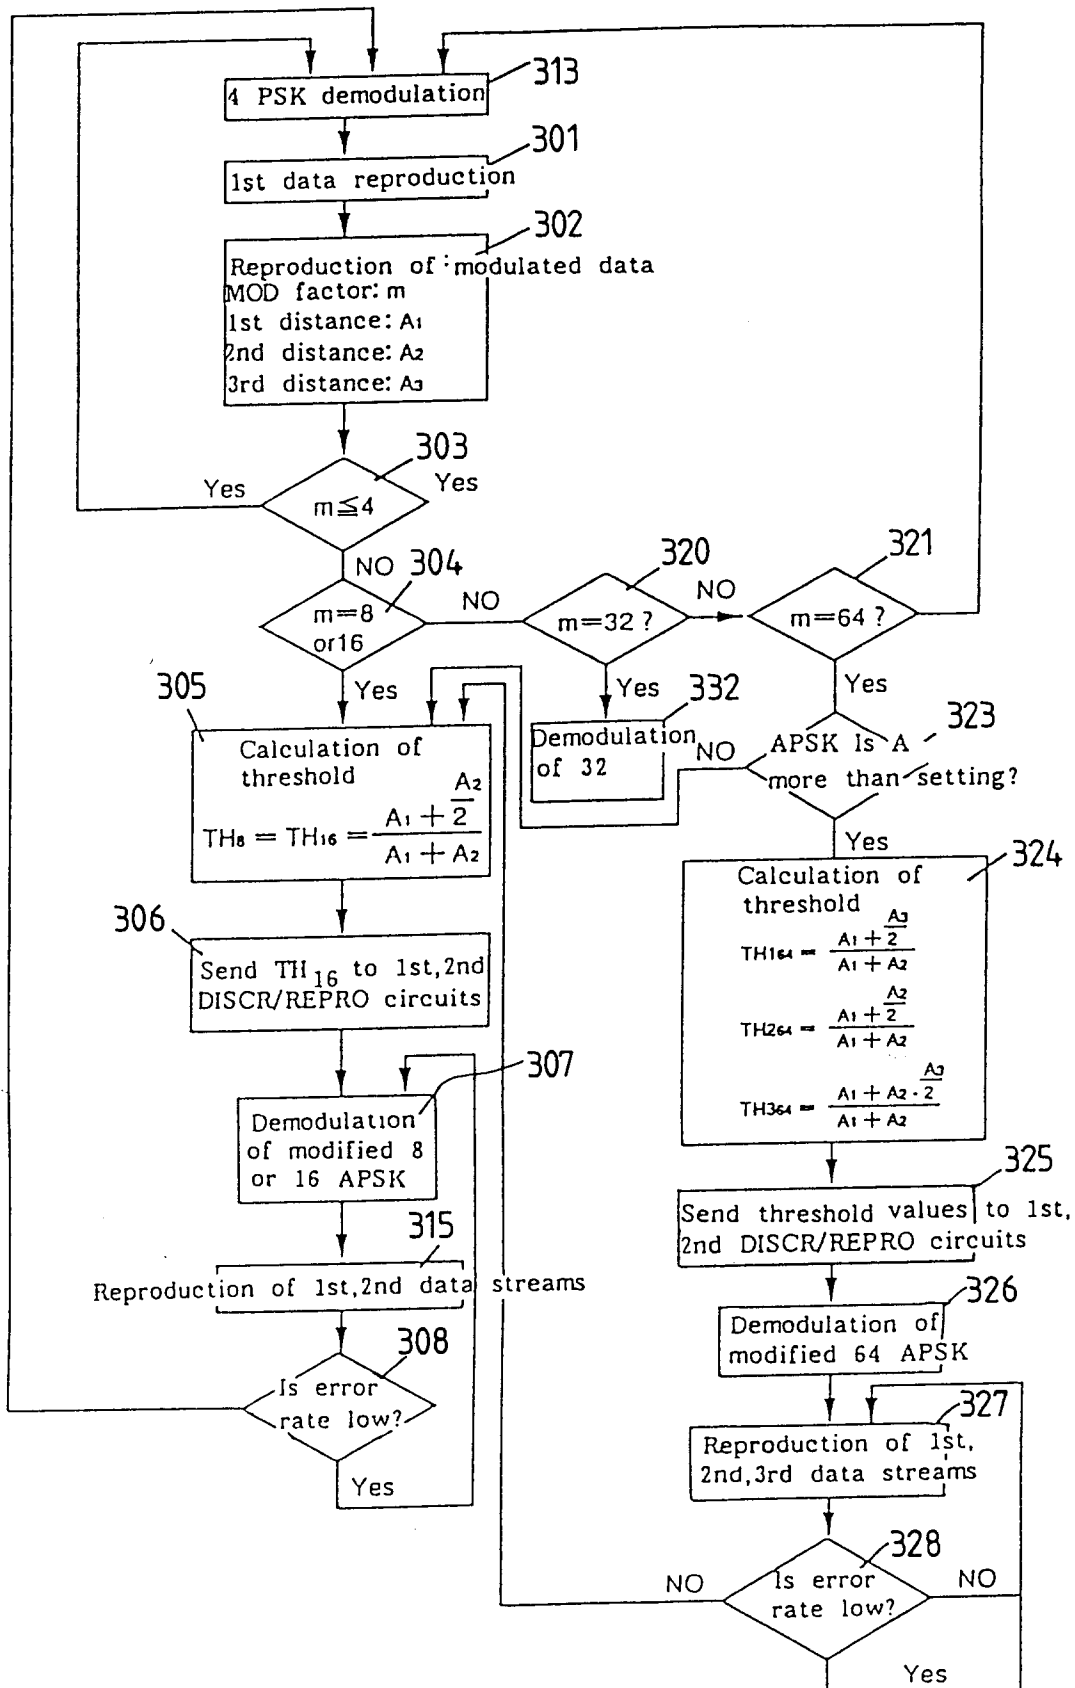 313
4 PSK demodulation
301
1st data reproduction
302
Reproduction of:modulated data
MOD factor: m
1st distance: A1
2nd distance: A2
3rd distance: A3
303
Yes
Yes
m≦4
NO
304
m=8
or16
NO
320
m=32 ?
NO
321
m=64 ?
Yes
305
Calculation of
threshold
TH8 = TH16 = (A1 + A2/2) / (A1 + A2)
Yes
332
Demodulation
of 32
Yes
323
NO
APSK Is A
more than setting?
Yes
324
Calculation of
threshold
TH164 = (A1 + A3/2) / (A1 + A2)
TH264 = (A1 + A2/2) / (A1 + A2)
TH364 = (A1 + A2 · A3/2) / (A1 + A2)
306
Send TH16 to 1st,2nd
DISCR/REPRO circuits
307
Demodulation
of modified 8
or 16 APSK
315
Reproduction of 1st,2nd data streams
308
Is error
rate low?
Yes
325
Send threshold values to 1st,
2nd DISCR/REPRO circuits
326
Demodulation of
modified 64 APSK
327
Reproduction of 1st,
2nd,3rd data streams
328
NO
Is error
rate low?
NO
Yes